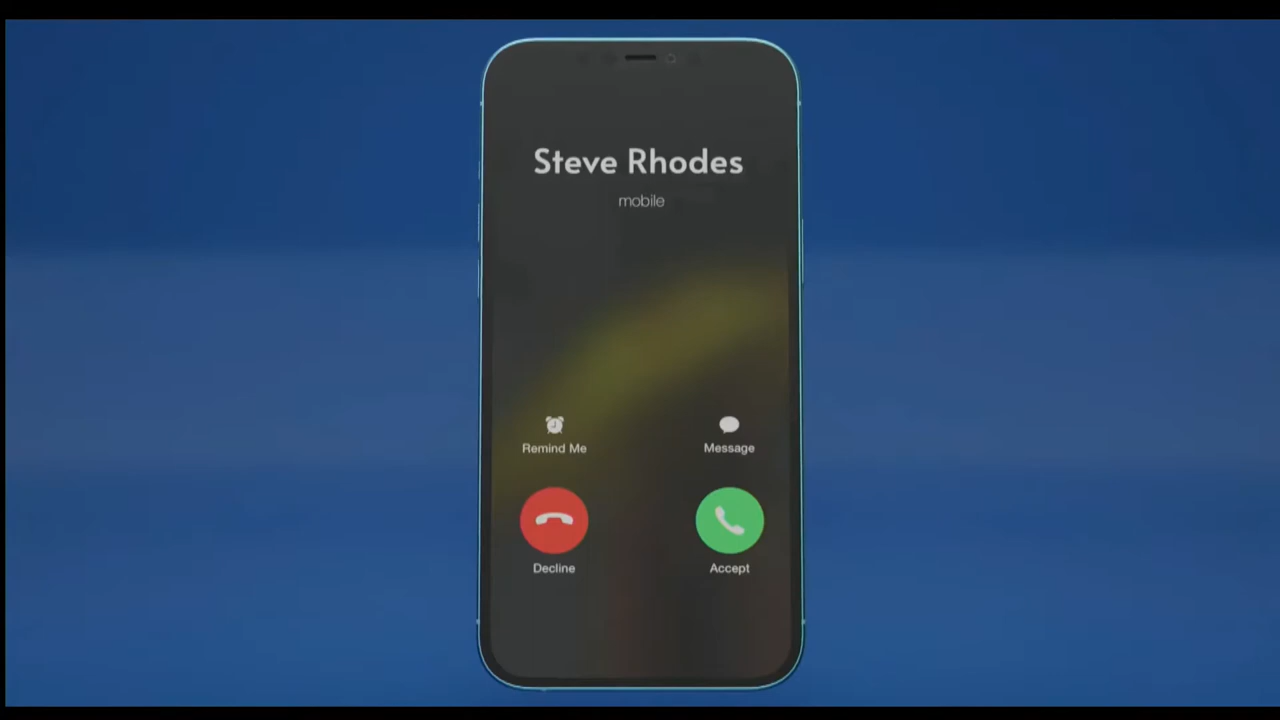 Steve Rhodes
mobile
Remind Me
Message
Decline
Accept